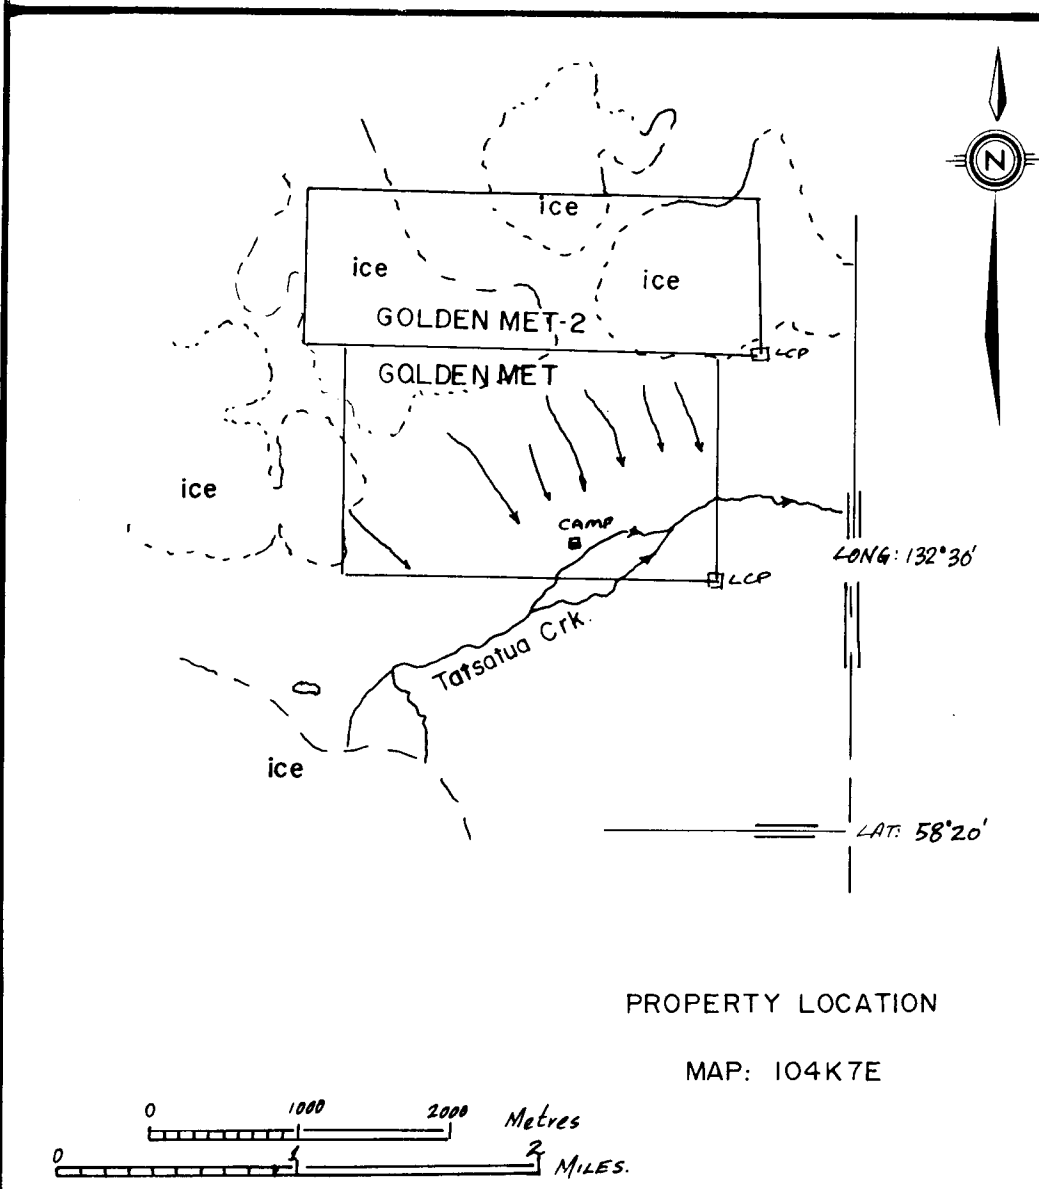 N
ice
ice
ice
GOLDEN MET-2
LCP
GOLDEN MET
ice
CAMP
LONG: 132°30'
LCP
Tatsatua Crk.
ice
LAT: 58°20'
PROPERTY LOCATION
MAP: 104K7E
0 1000 2000 Metres
0 1 2 MILES.